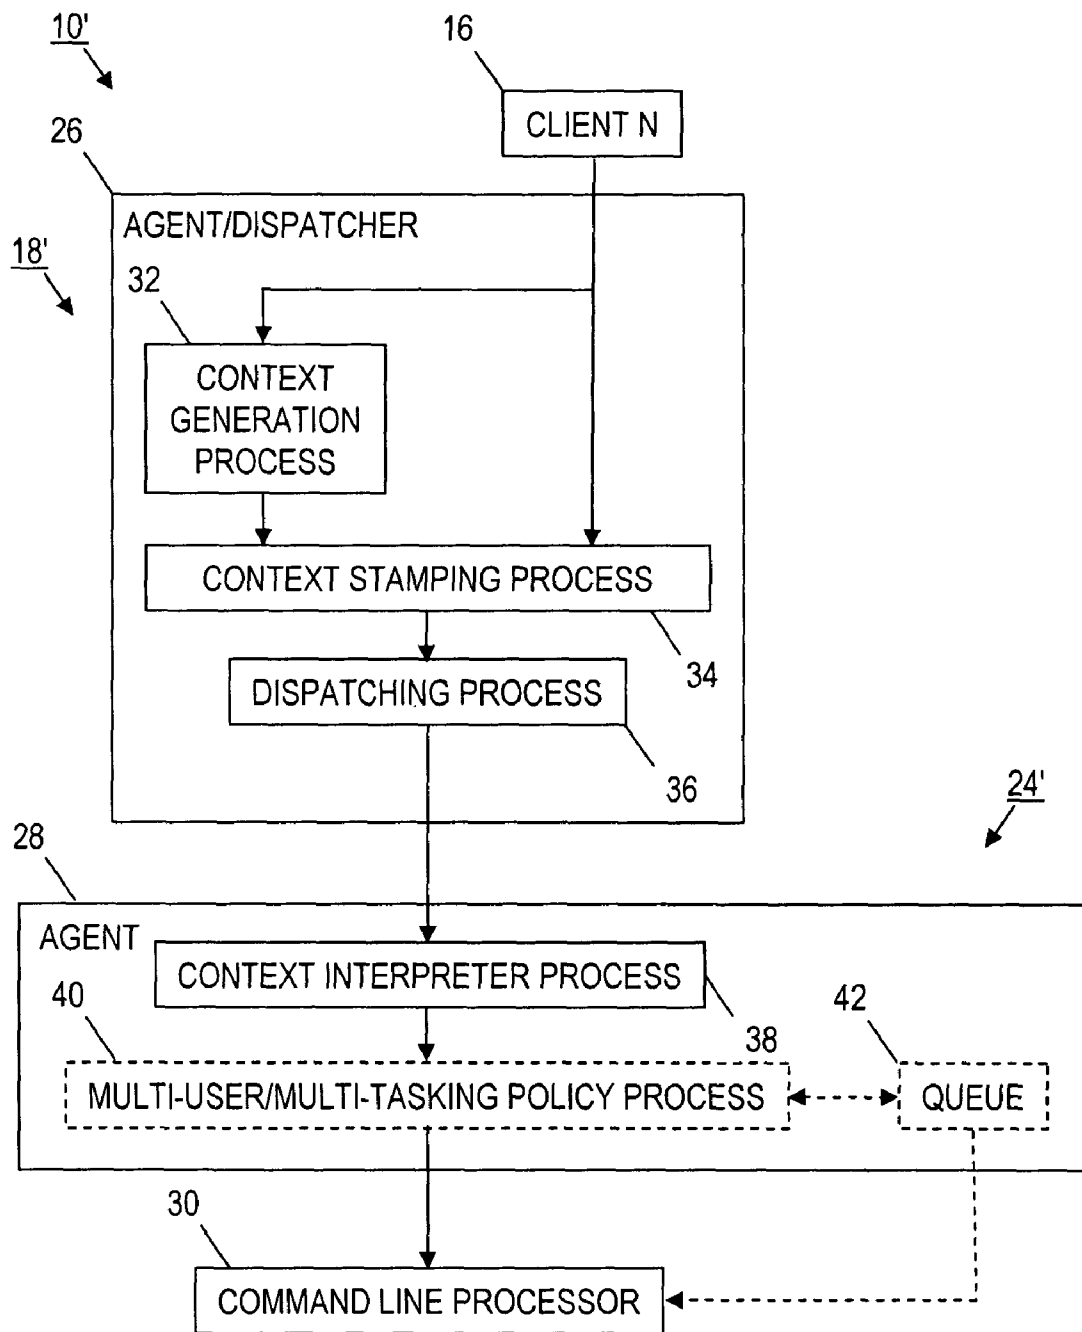 10'
16
CLIENT N
26
AGENT/DISPATCHER
18'
32
CONTEXT
GENERATION
PROCESS
CONTEXT STAMPING PROCESS
34
DISPATCHING PROCESS
36
24'
28
AGENT
CONTEXT INTERPRETER PROCESS
38
40
42
MULTI-USER/MULTI-TASKING POLICY PROCESS
QUEUE
30
COMMAND LINE PROCESSOR